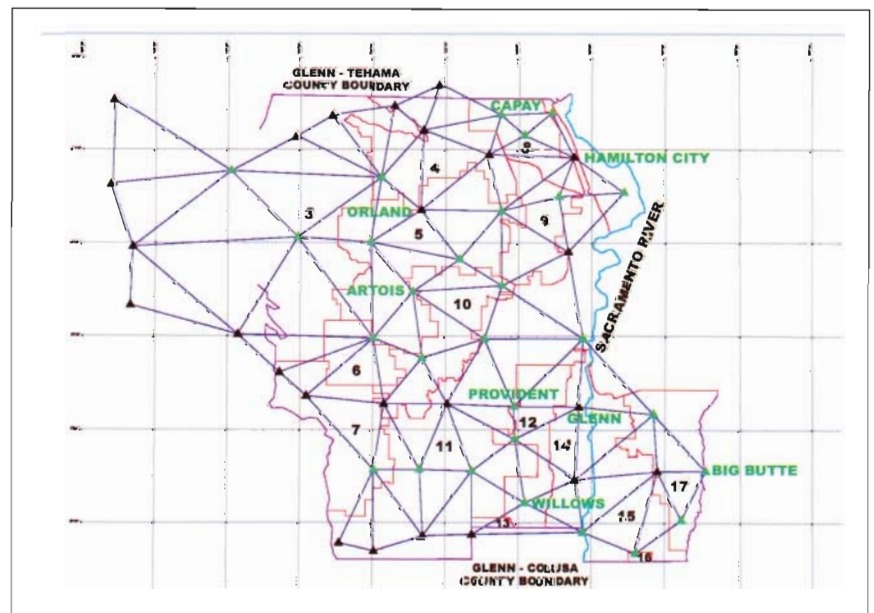 GLENN - TEHAMA
COUNTY BOUNDARY
CAPAY
8
HAMILTON CITY
4
3
ORLAND
9
5
SACRAMENTO RIVER
ARTOIS
10
6
PROVIDENT
12
GLENN
7
11
14
BIG BUTTE
17
WILLOWS
15
13
16
GLENN - COLUSA
COUNTY BOUNDARY